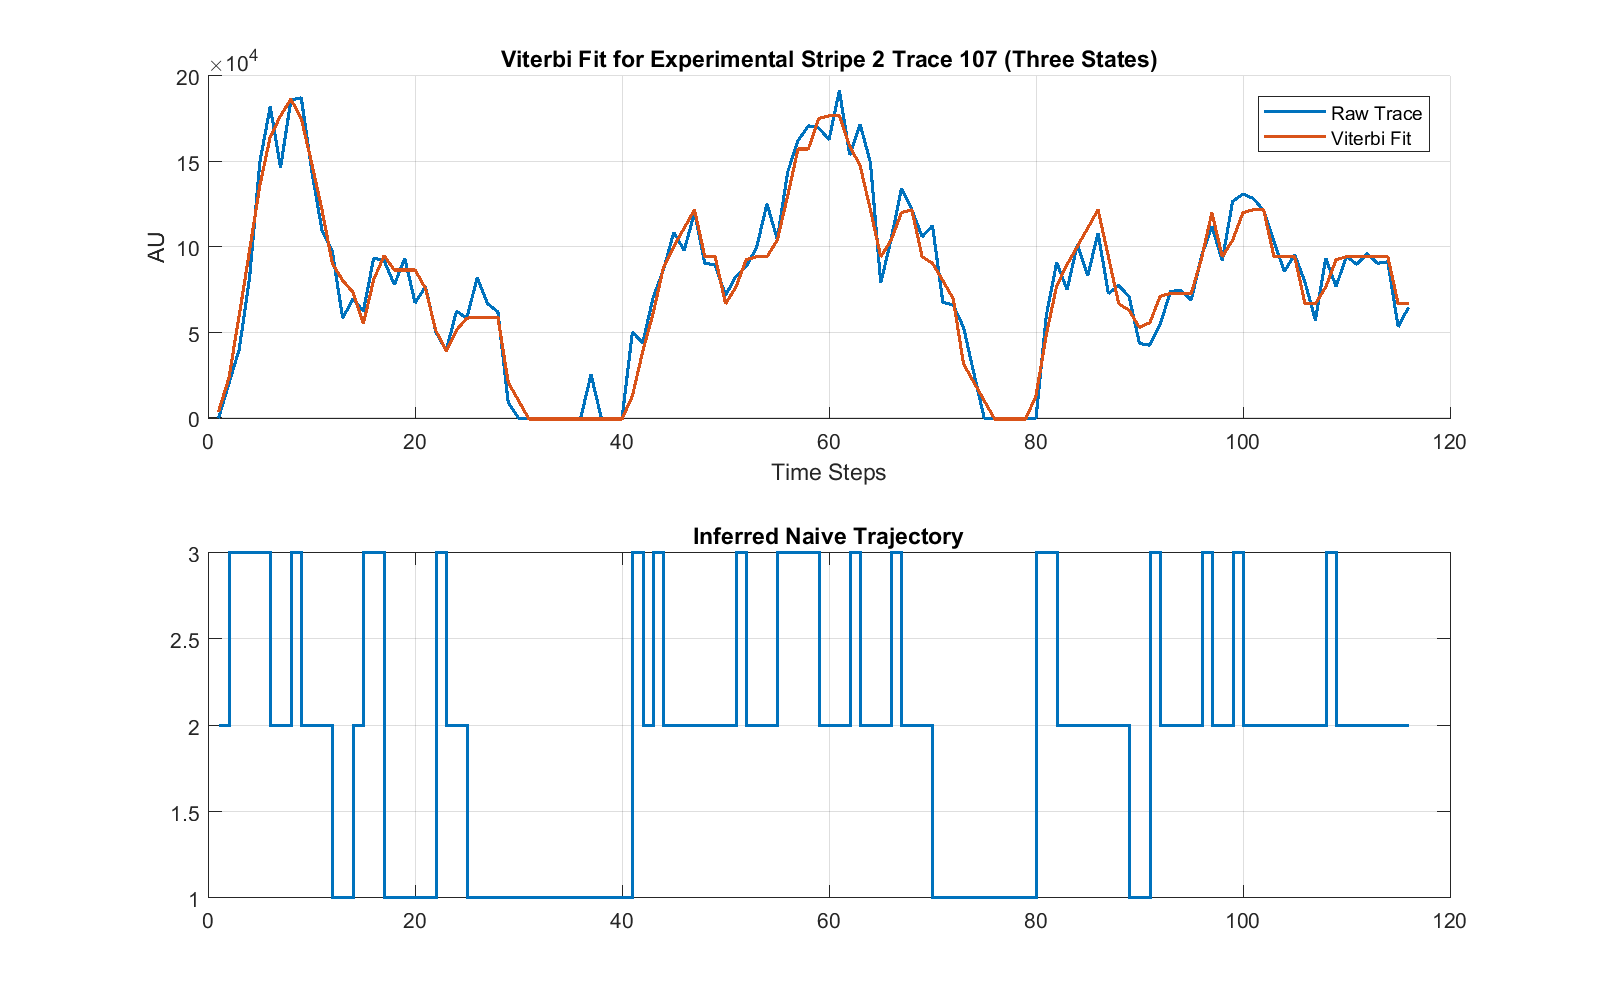 Viterbi Fit for Experimental Stripe 2 Trace 107 (Three States)
×10⁴
20
15
10
5
0
AU
Raw Trace
Viterbi Fit
0 20 40 60 80 100 120
Time Steps
Inferred Naive Trajectory
3
2.5
2
1.5
1
0 20 40 60 80 100 120